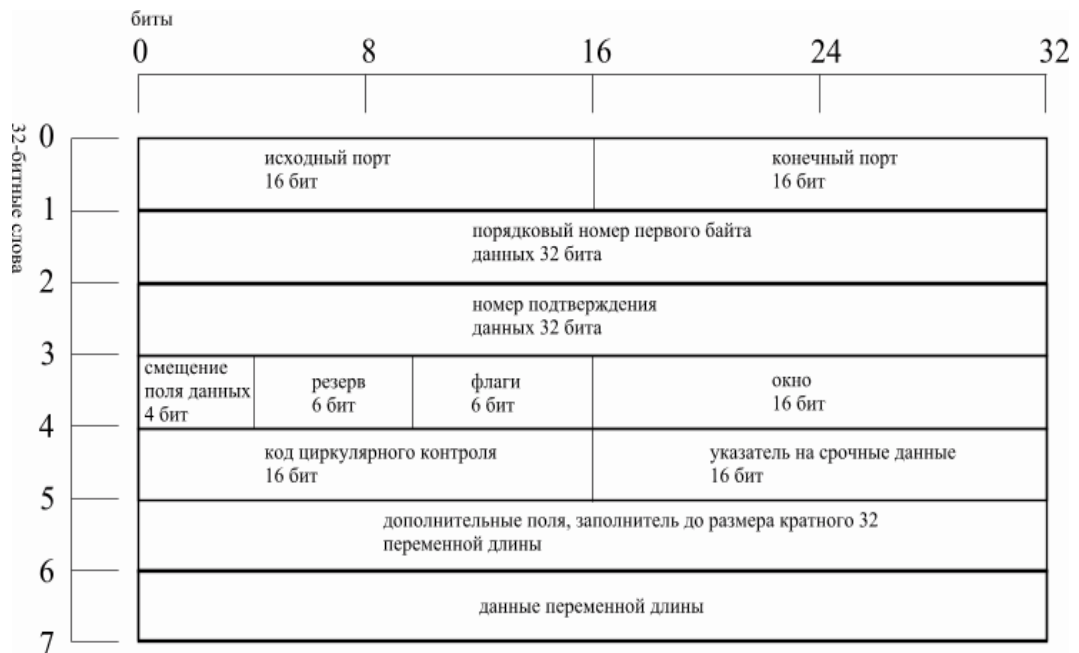 биты
0 8 16 24 32
32-битные слова
0
исходный порт
16 бит
конечный порт
16 бит
1
порядковый номер первого байта
данных 32 бита
2
номер подтверждения
данных 32 бита
3
смещение
поля данных
4 бит
резерв
6 бит
флаги
6 бит
окно
16 бит
4
код циркулярного контроля
16 бит
указатель на срочные данные
16 бит
5
дополнительные поля, заполнитель до размера кратного 32
переменной длины
6
данные переменной длины
7